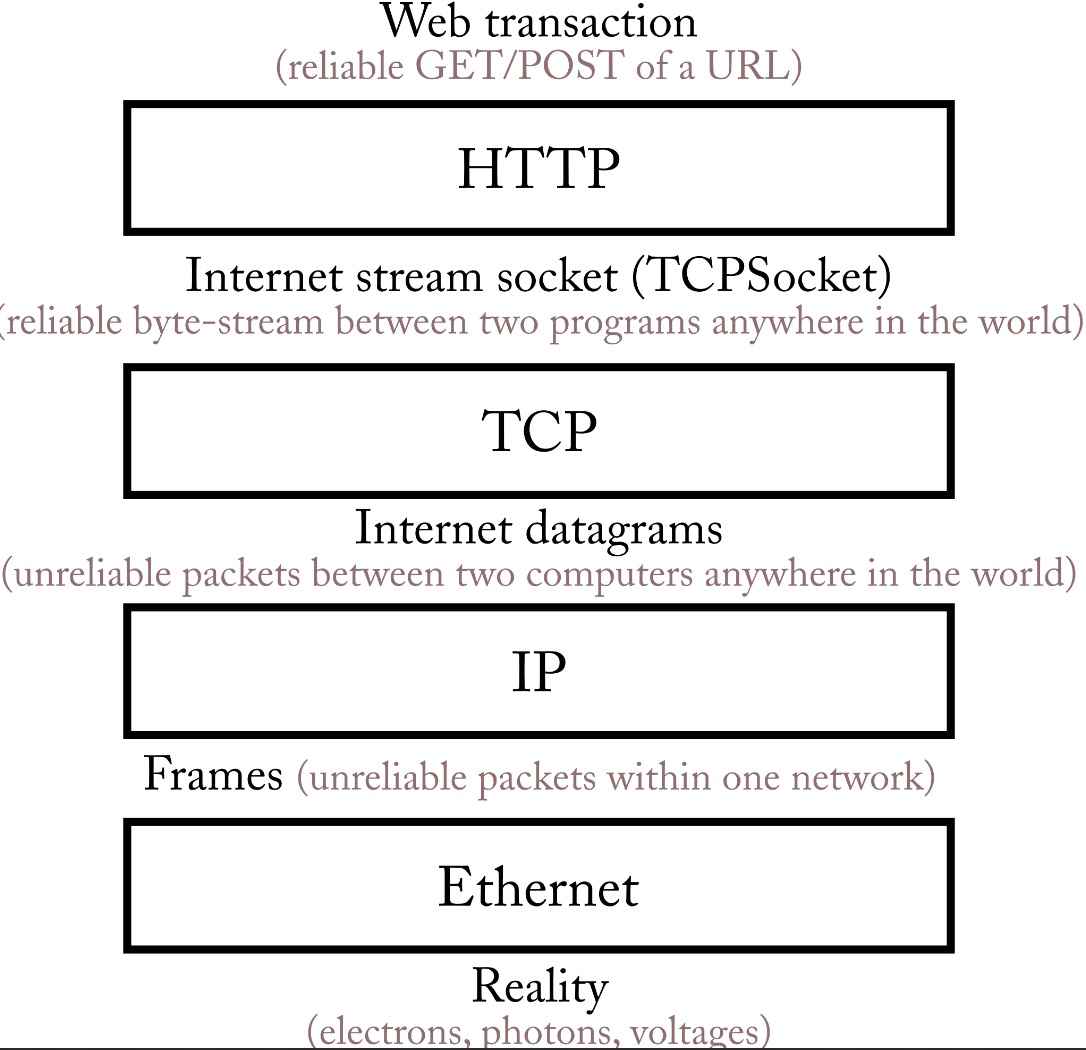 Web transaction
(reliable GET/POST of a URL)
HTTP
Internet stream socket (TCPSocket)
(reliable byte-stream between two programs anywhere in the world)
TCP
Internet datagrams
(unreliable packets between two computers anywhere in the world)
IP
Frames (unreliable packets within one network)
Ethernet
Reality
(electrons, photons, voltages)